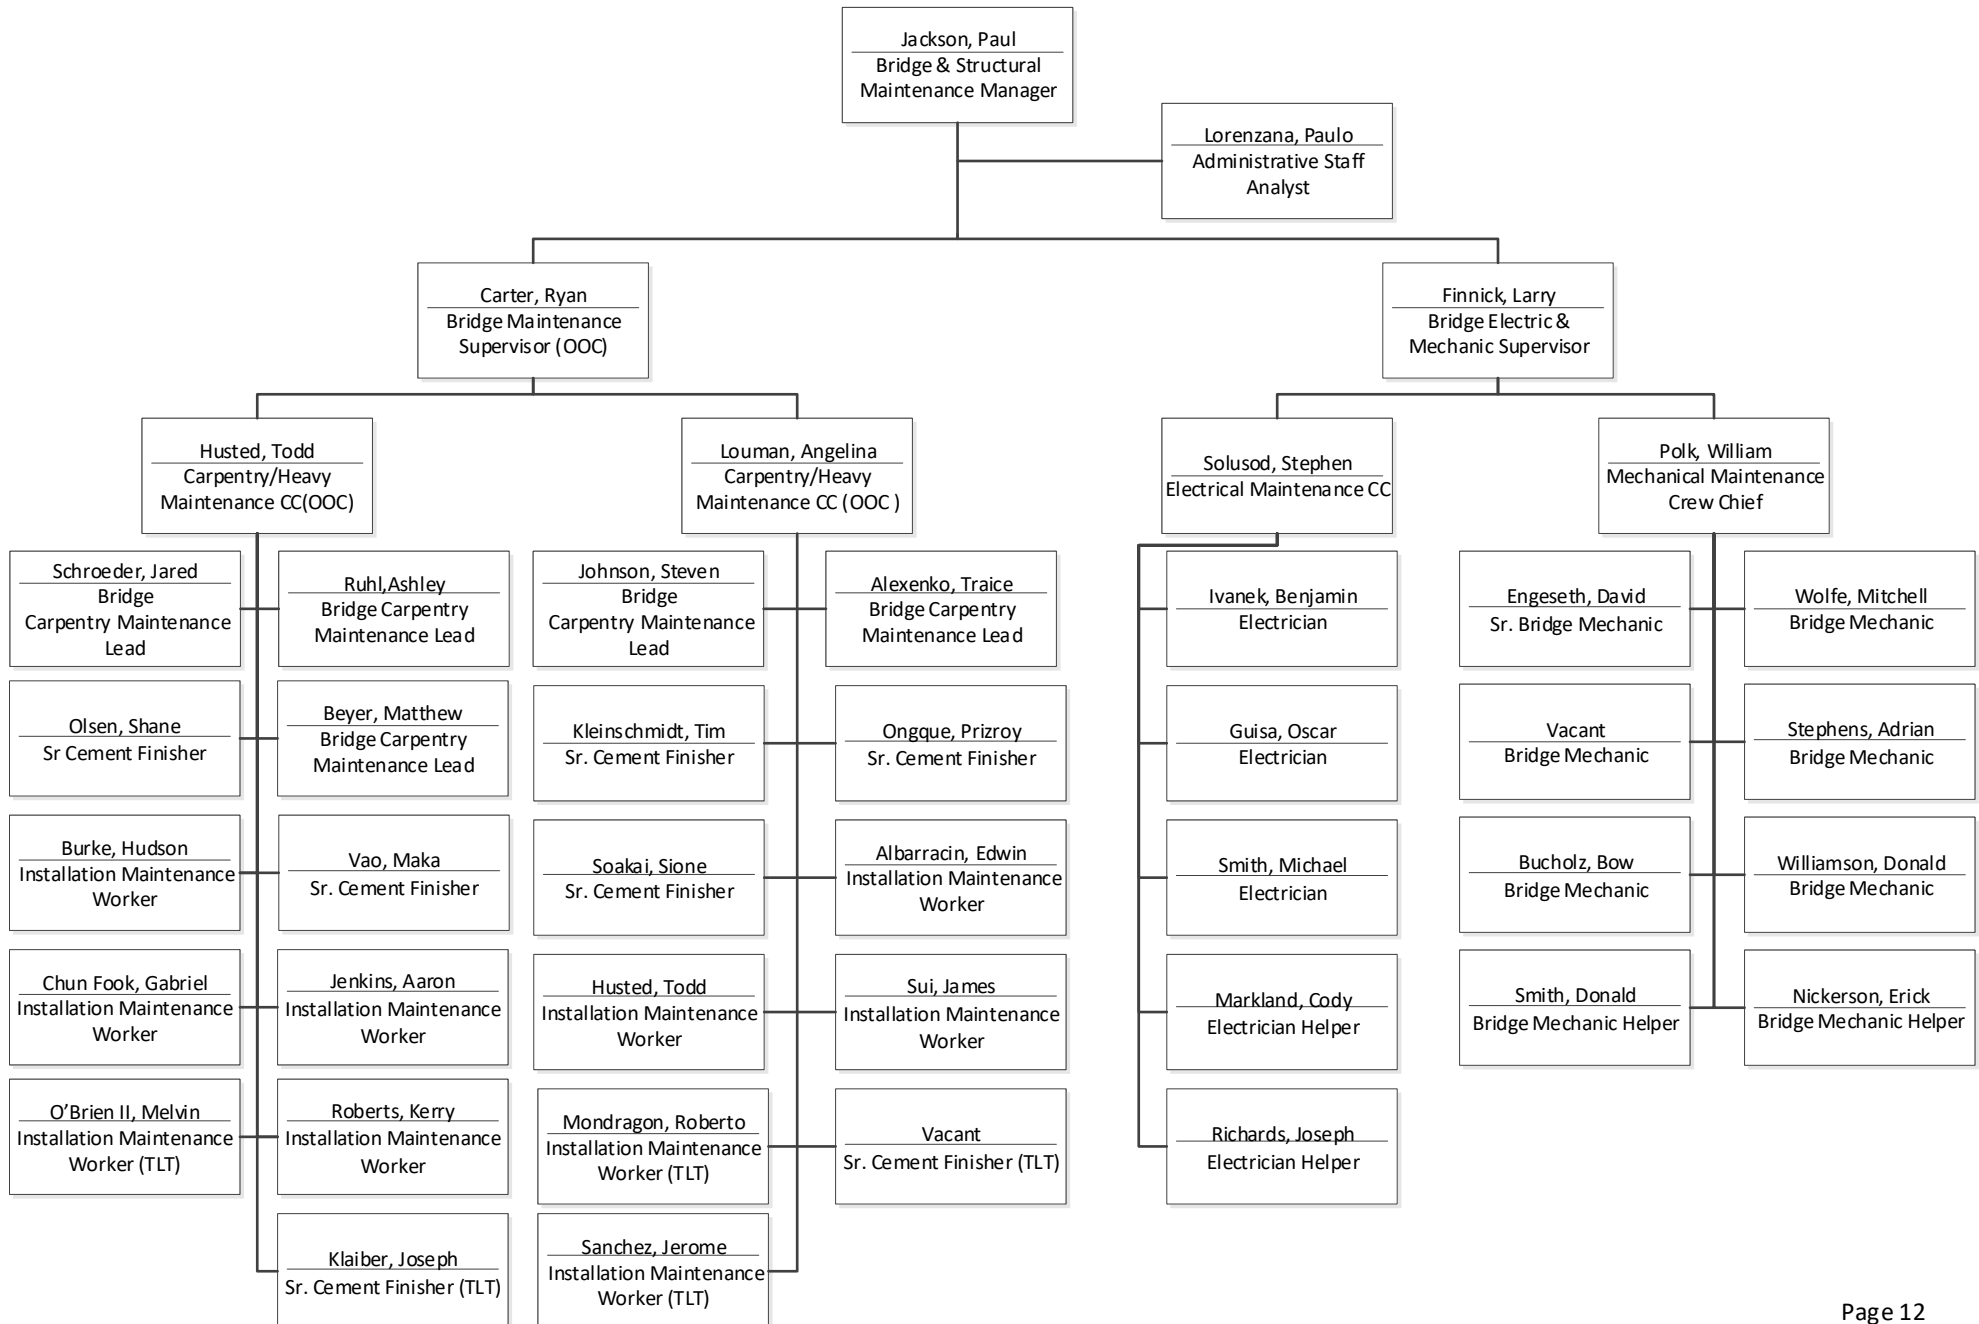 Jackson, Paul
Bridge & Structural
Maintenance Manager
Lorenzana, Paulo
Administrative Staff
Analyst
Carter, Ryan
Bridge Maintenance
Supervisor (OOC)
Finnick, Larry
Bridge Electric &
Mechanic Supervisor
Husted, Todd
Carpentry/Heavy
Maintenance CC(OOC)
Louman, Angelina
Carpentry/Heavy
Maintenance CC (OOC )
Solusod, Stephen
Electrical Maintenance CC
Polk, William
Mechanical Maintenance
Crew Chief
Schroeder, Jared
Bridge
Carpentry Maintenance
Lead
Ruhl,Ashley
Bridge Carpentry
Maintenance Lead
Johnson, Steven
Bridge
Carpentry Maintenance
Lead
Alexenko, Traice
Bridge Carpentry
Maintenance Lead
Ivanek, Benjamin
Electrician
Engeseth, David
Sr. Bridge Mechanic
Wolfe, Mitchell
Bridge Mechanic
Olsen, Shane
Sr Cement Finisher
Beyer, Matthew
Bridge Carpentry
Maintenance Lead
Kleinschmidt, Tim
Sr. Cement Finisher
Ongque, Prizroy
Sr. Cement Finisher
Guisa, Oscar
Electrician
Vacant
Bridge Mechanic
Stephens, Adrian
Bridge Mechanic
Burke, Hudson
Installation Maintenance
Worker
Vao, Maka
Sr. Cement Finisher
Soakai, Sione
Sr. Cement Finisher
Albarracin, Edwin
Installation Maintenance
Worker
Smith, Michael
Electrician
Bucholz, Bow
Bridge Mechanic
Williamson, Donald
Bridge Mechanic
Chun Fook, Gabriel
Installation Maintenance
Worker
Jenkins, Aaron
Installation Maintenance
Worker
Husted, Todd
Installation Maintenance
Worker
Sui, James
Installation Maintenance
Worker
Markland, Cody
Electrician Helper
Smith, Donald
Bridge Mechanic Helper
Nickerson, Erick
Bridge Mechanic Helper
O’Brien II, Melvin
Installation Maintenance
Worker (TLT)
Roberts, Kerry
Installation Maintenance
Worker
Mondragon, Roberto
Installation Maintenance
Worker (TLT)
Vacant
Sr. Cement Finisher (TLT)
Richards, Joseph
Electrician Helper
Klaiber, Joseph
Sr. Cement Finisher (TLT)
Sanchez, Jerome
Installation Maintenance
Worker (TLT)
Page 12